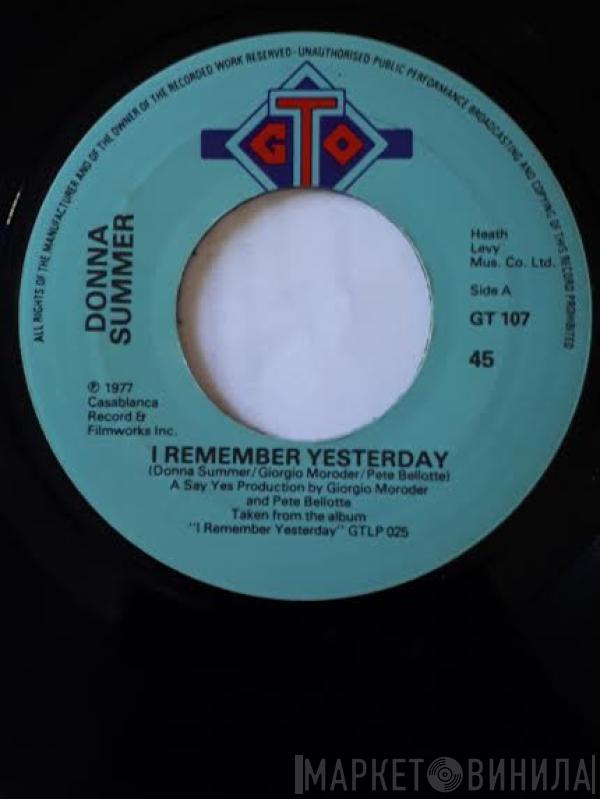 ALL RIGHTS OF THE MANUFACTURER AND OF THE OWNER OF THE RECORDED WORK RESERVED · UNAUTHORISED PUBLIC PERFORMANCE BROADCASTING AND COPYING OF THIS RECORD PROHIBITED
GTO
DONNA
SUMMER
Heath
Levy
Mus. Co. Ltd.
Side A
GT 107
45
℗ 1977
Casablanca
Record &
Filmworks Inc.
I REMEMBER YESTERDAY
(Donna Summer/Giorgio Moroder/Pete Bellotte)
A Say Yes Production by Giorgio Moroder
and Pete Bellotte
Taken from the album
"I Remember Yesterday" GTLP 025
МАРКЕТ ВИНИЛА